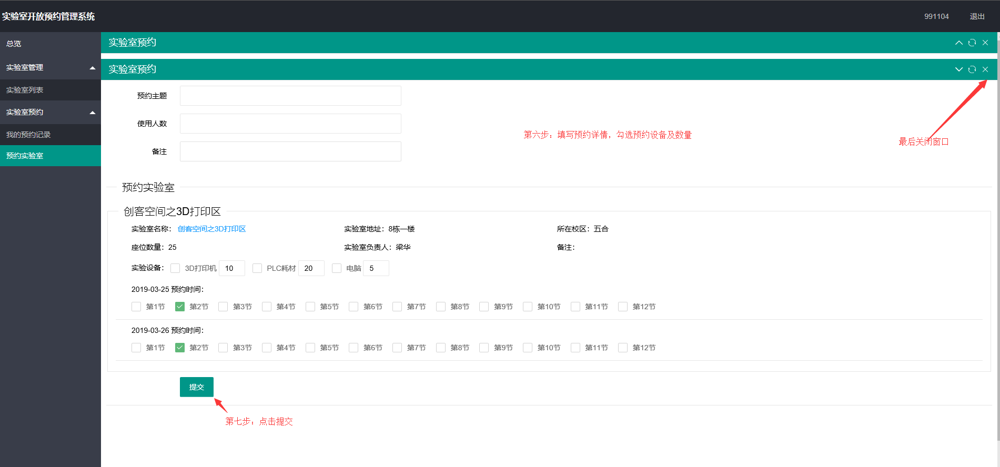 实验室开放预约管理系统
991104 退出
总览
实验室管理
实验室列表
实验室预约
我的预约记录
预约实验室
实验室预约
实验室预约
预约主题
使用人数
备注
第六步：填写预约详情，勾选预约设备及数量
最后关闭窗口
预约实验室
创客空间之3D打印区
实验室名称： 创客空间之3D打印区 实验室地址：8栋一楼 所在校区：五合
座位数量：25 实验室负责人：梁华 备注：
实验设备： 3D打印机 10 PLC耗材 20 电脑 5
2019-03-25 预约时间：
第1节 第2节 第3节 第4节 第5节 第6节 第7节 第8节 第9节 第10节 第11节 第12节
2019-03-26 预约时间：
第1节 第2节 第3节 第4节 第5节 第6节 第7节 第8节 第9节 第10节 第11节 第12节
提交
第七步：点击提交